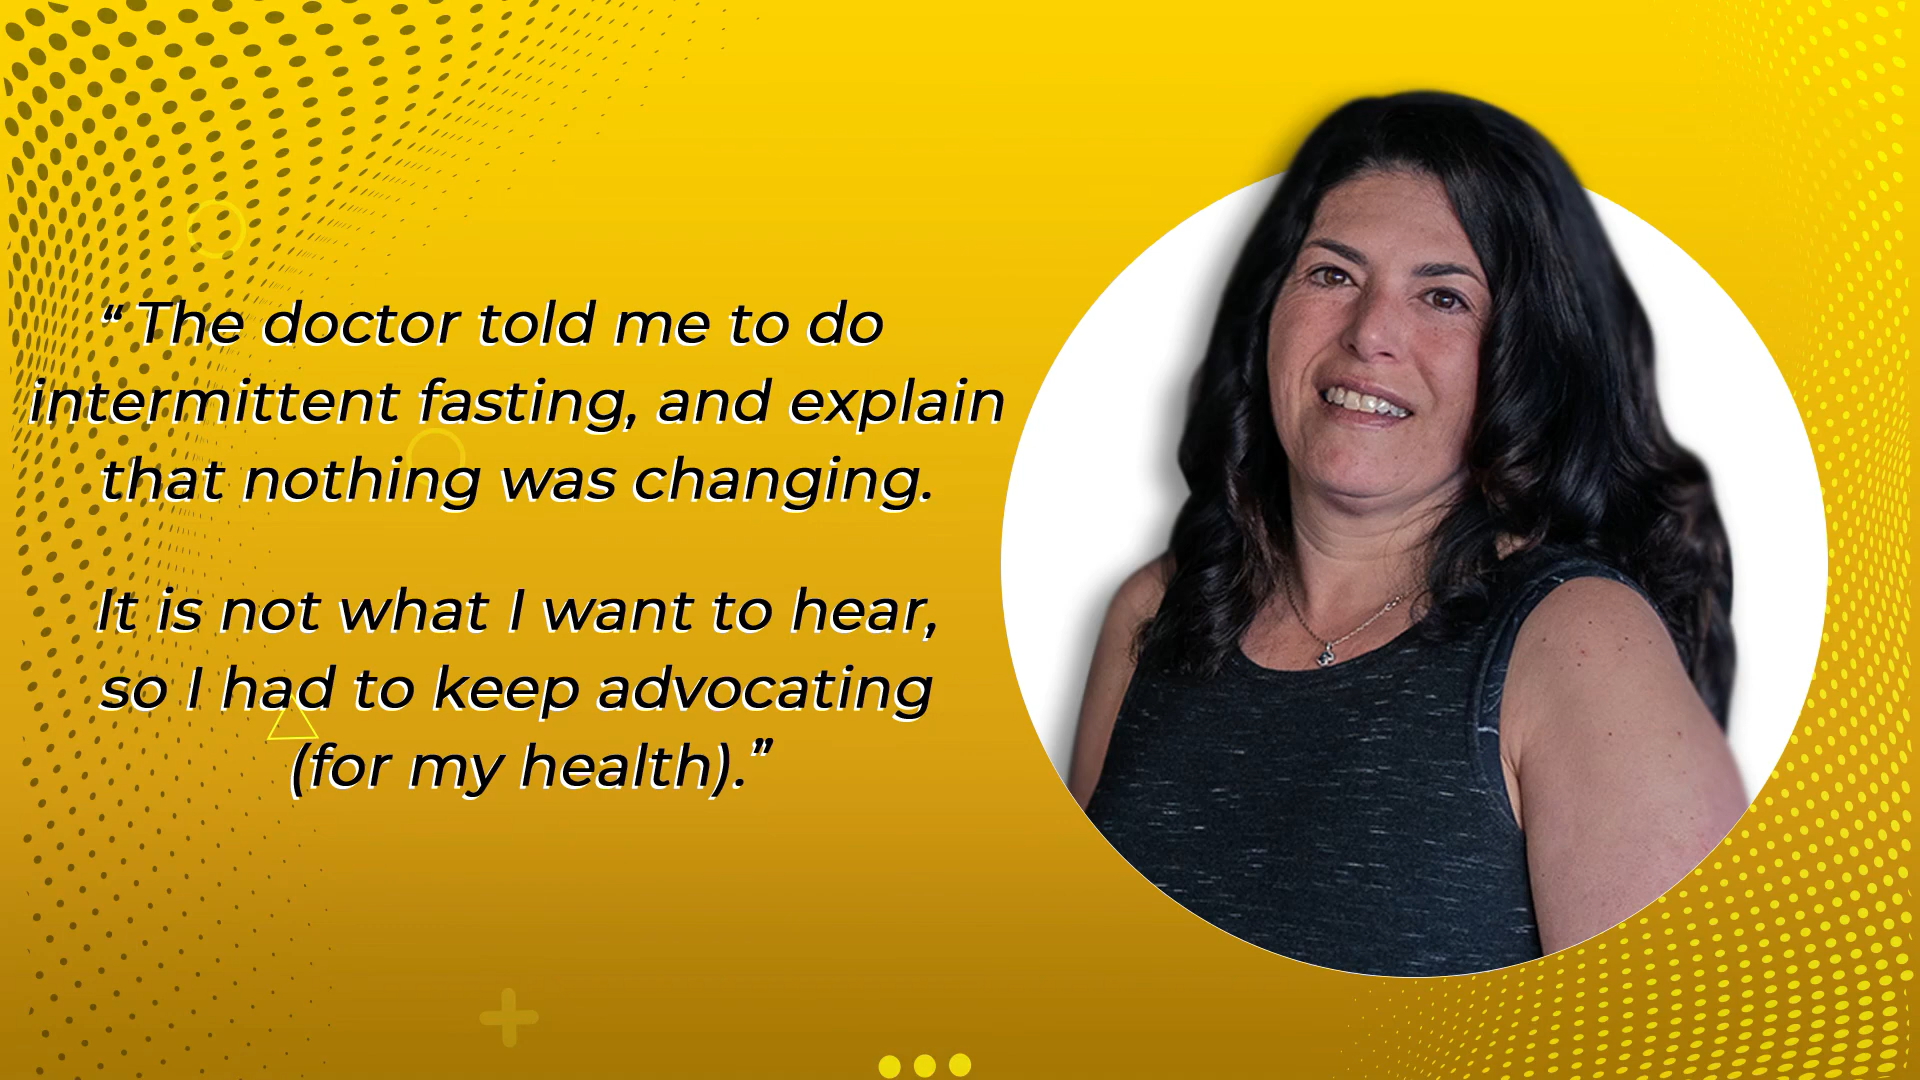 “ The doctor told me to do
intermittent fasting, and explain
that nothing was changing.
It is not what I want to hear,
so I had to keep advocating
(for my health).”